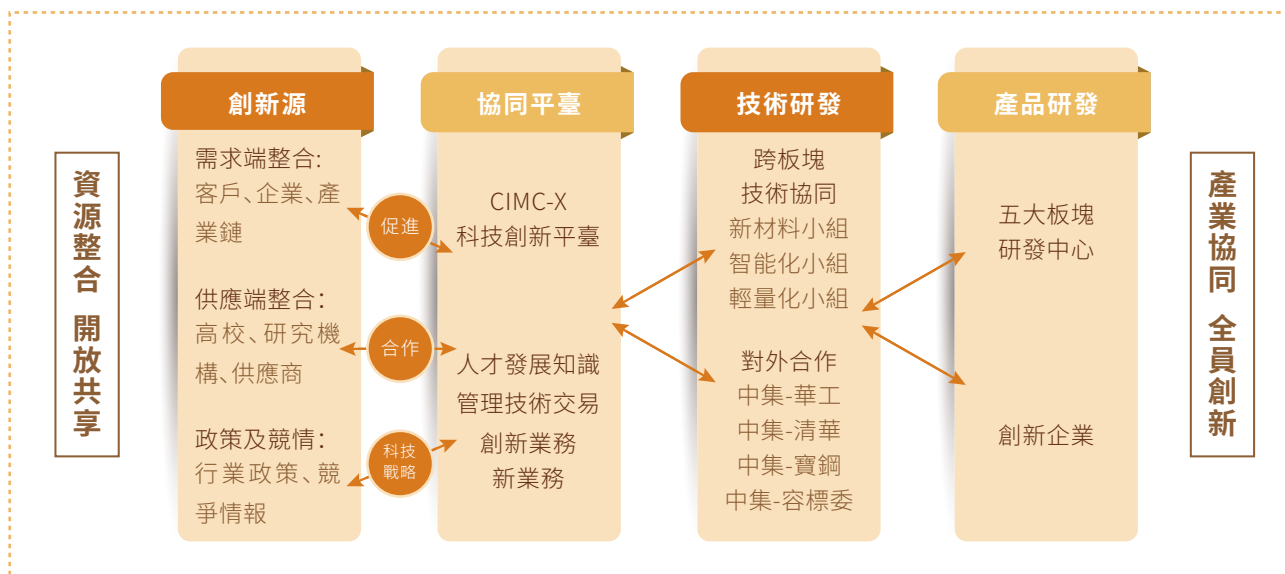 資源整合 開放共享
創新源
需求端整合:
客戶、企業、產
業鏈
供應端整合：
高校、研究機
構、供應商
政策及競情：
行業政策、競
爭情報
促進
合作
科技
戰略
協同平臺
CIMC-X
科技創新平臺
人才發展知識
管理技術交易
創新業務
新業務
技術研發
跨板塊
技術協同
新材料小組
智能化小組
輕量化小組
對外合作
中集-華工
中集-清華
中集-寶鋼
中集-容標委
產品研發
五大板塊
研發中心
創新企業
產業協同 全員創新